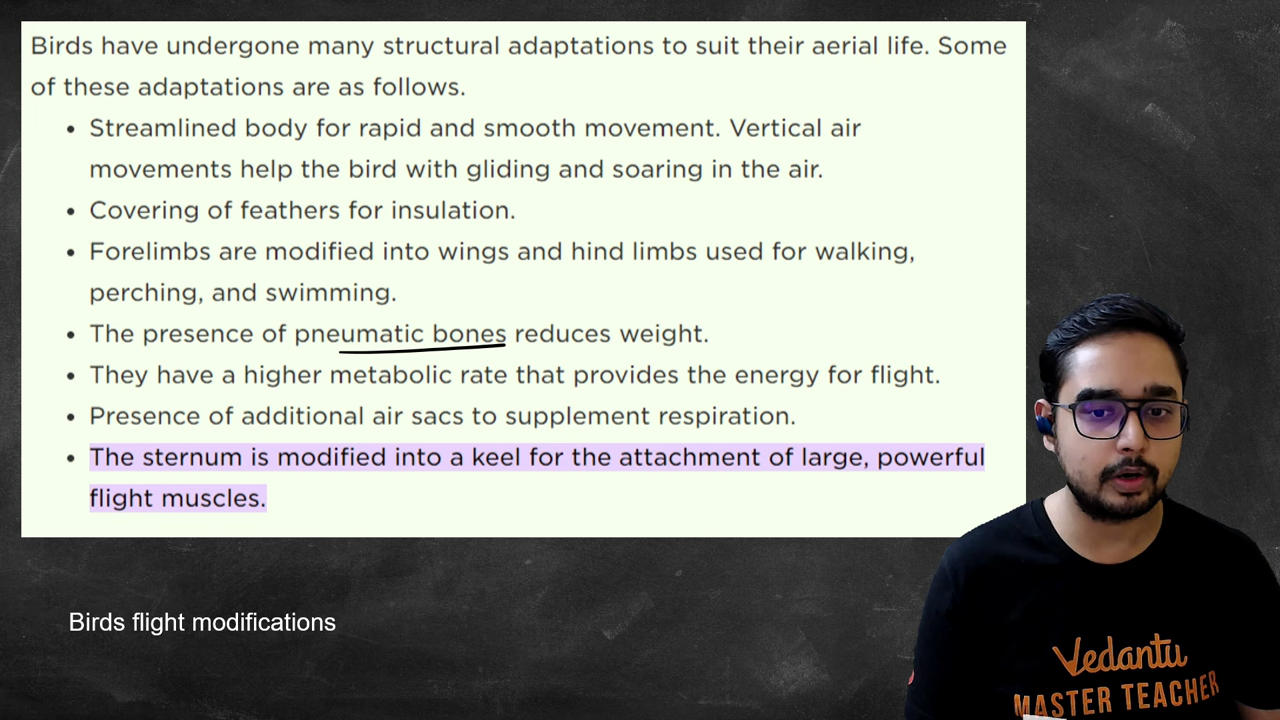 Birds have undergone many structural adaptations to suit their aerial life. Some
of these adaptations are as follows.
• Streamlined body for rapid and smooth movement. Vertical air
movements help the bird with gliding and soaring in the air.
• Covering of feathers for insulation.
• Forelimbs are modified into wings and hind limbs used for walking,
perching, and swimming.
• The presence of pneumatic bones reduces weight.
• They have a higher metabolic rate that provides the energy for flight.
• Presence of additional air sacs to supplement respiration.
• The sternum is modified into a keel for the attachment of large, powerful
flight muscles.
Birds flight modifications
Vedantu
MASTER TEACHER